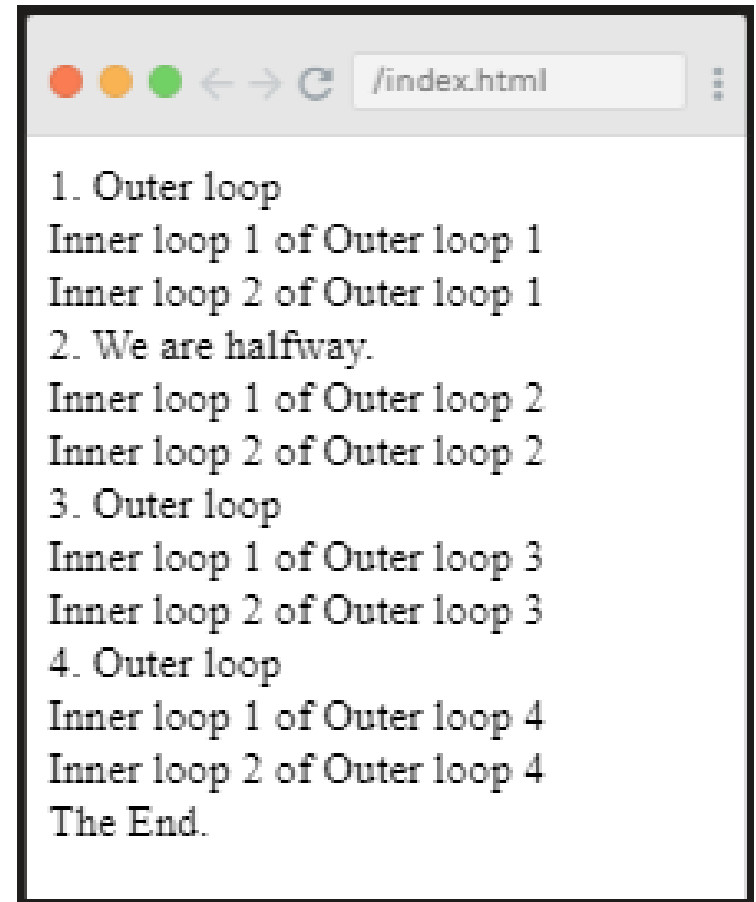 /index.html
1. Outer loop
Inner loop 1 of Outer loop 1
Inner loop 2 of Outer loop 1
2. We are halfway.
Inner loop 1 of Outer loop 2
Inner loop 2 of Outer loop 2
3. Outer loop
Inner loop 1 of Outer loop 3
Inner loop 2 of Outer loop 3
4. Outer loop
Inner loop 1 of Outer loop 4
Inner loop 2 of Outer loop 4
The End.